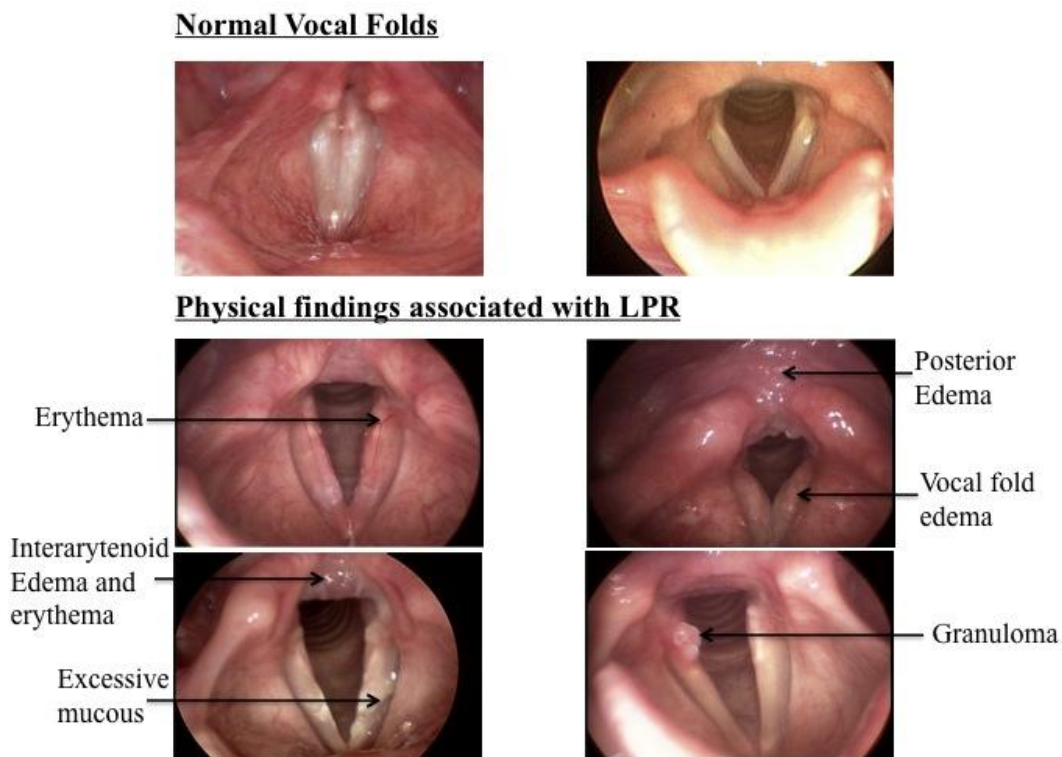 Normal Vocal Folds
Physical findings associated with LPR
Erythema
Posterior
Edema
Vocal fold
edema
Interarytenoid
Edema and
erythema
Excessive
mucous
Granuloma